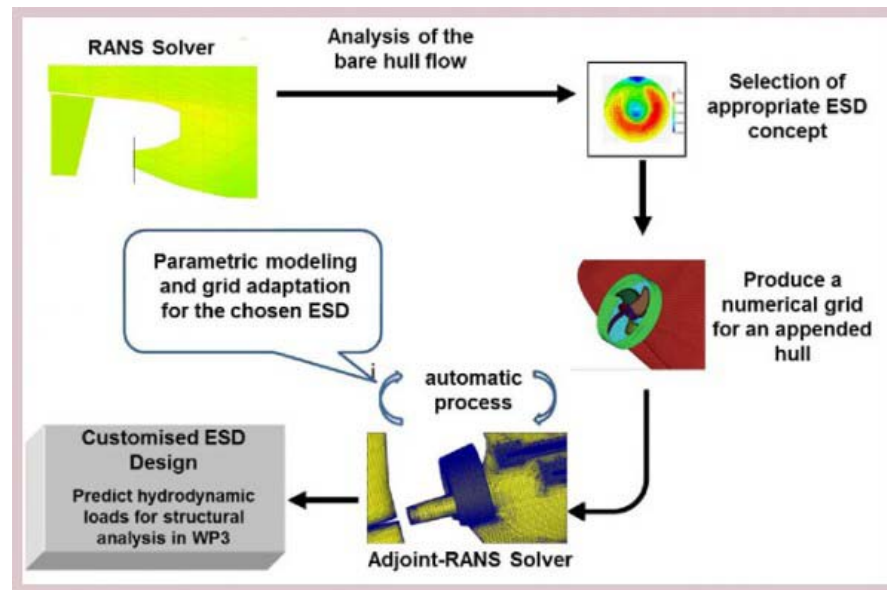 RANS Solver
Analysis of the
bare hull flow
Selection of
appropriate ESD
concept
Produce a
numerical grid
for an appended
hull
Parametric modeling
and grid adaptation
for the chosen ESD
automatic
process
Adjoint-RANS Solver
Customised ESD
Design
Predict hydrodynamic
loads for structural
analysis in WP3